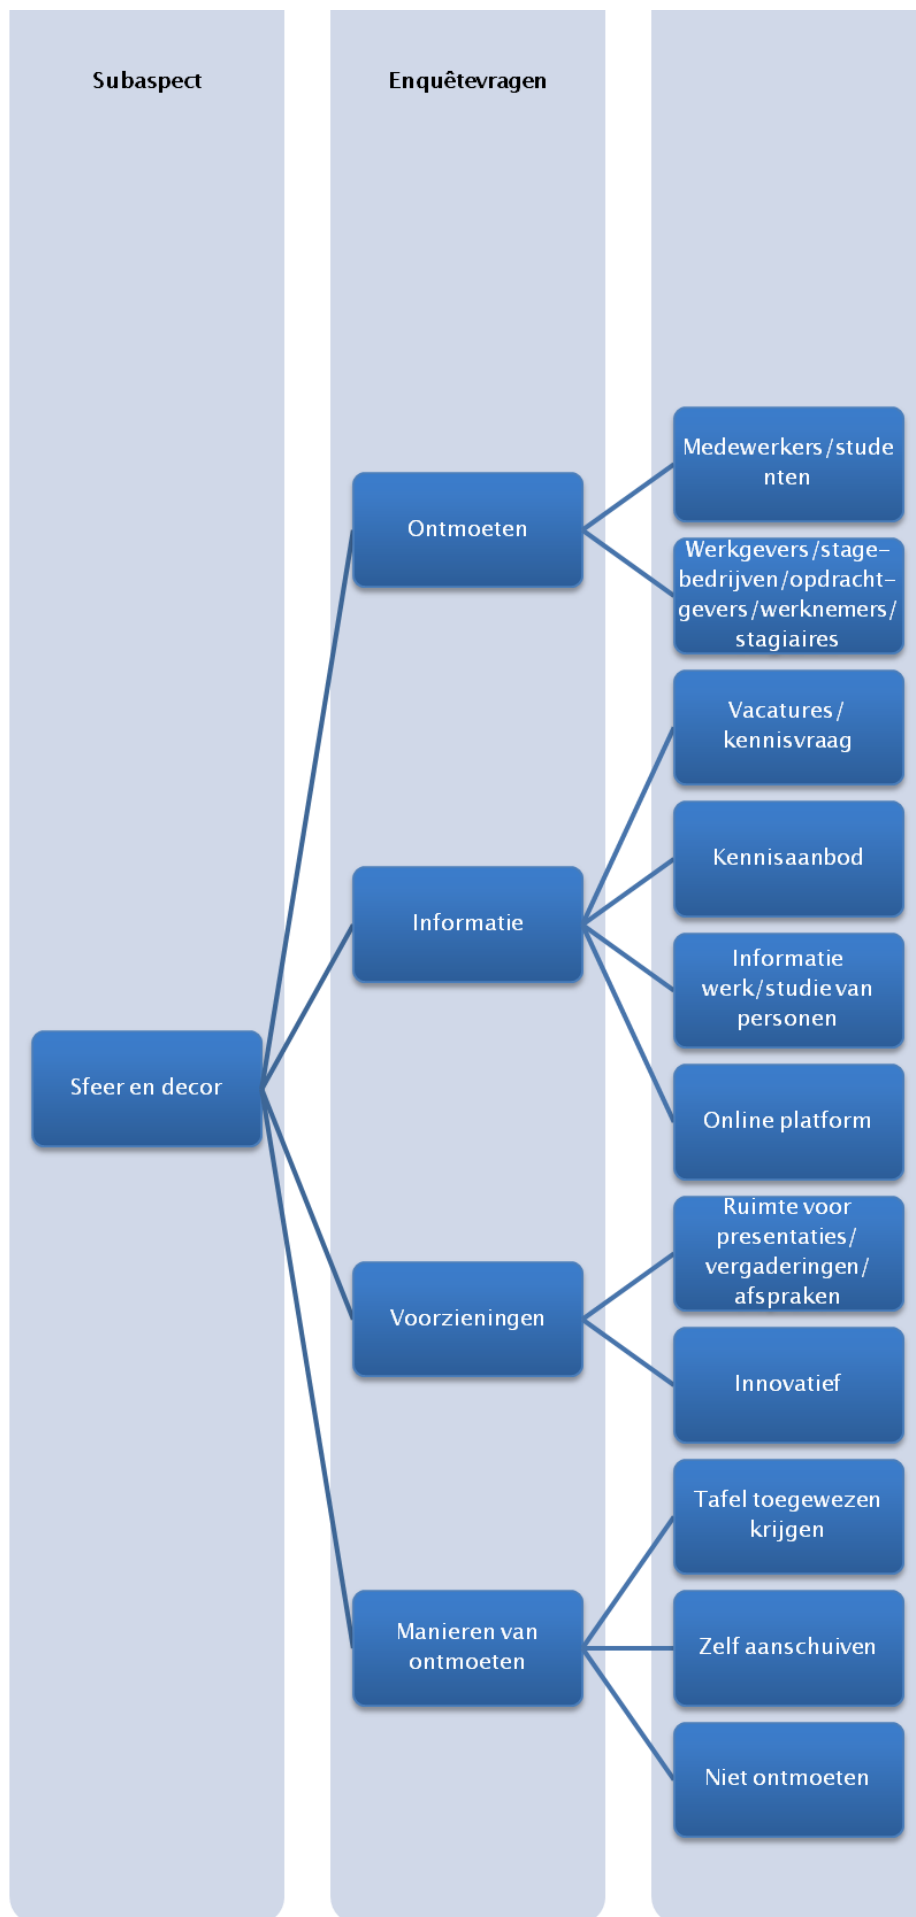 Subaspect
Enquêtevragen
Sfeer en decor
Ontmoeten
Medewerkers/stude
nten
Werkgevers/stage-
bedrijven/opdracht-
gevers/werknemers/
stagiaires
Informatie
Vacatures/
kennisvraag
Kennisaanbod
Informatie
werk/studie van
personen
Online platform
Voorzieningen
Ruimte voor
presentaties/
vergaderingen/
afspraken
Innovatief
Manieren van
ontmoeten
Tafel toegewezen
krijgen
Zelf aanschuiven
Niet ontmoeten